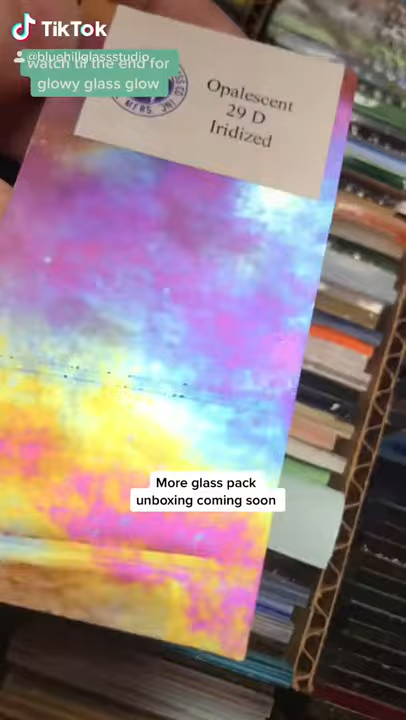 TikTok
@bluehillglassstudio
watch til the end for
glowy glass glow
Opalescent
29 D
Iridized
More glass pack
unboxing coming soon